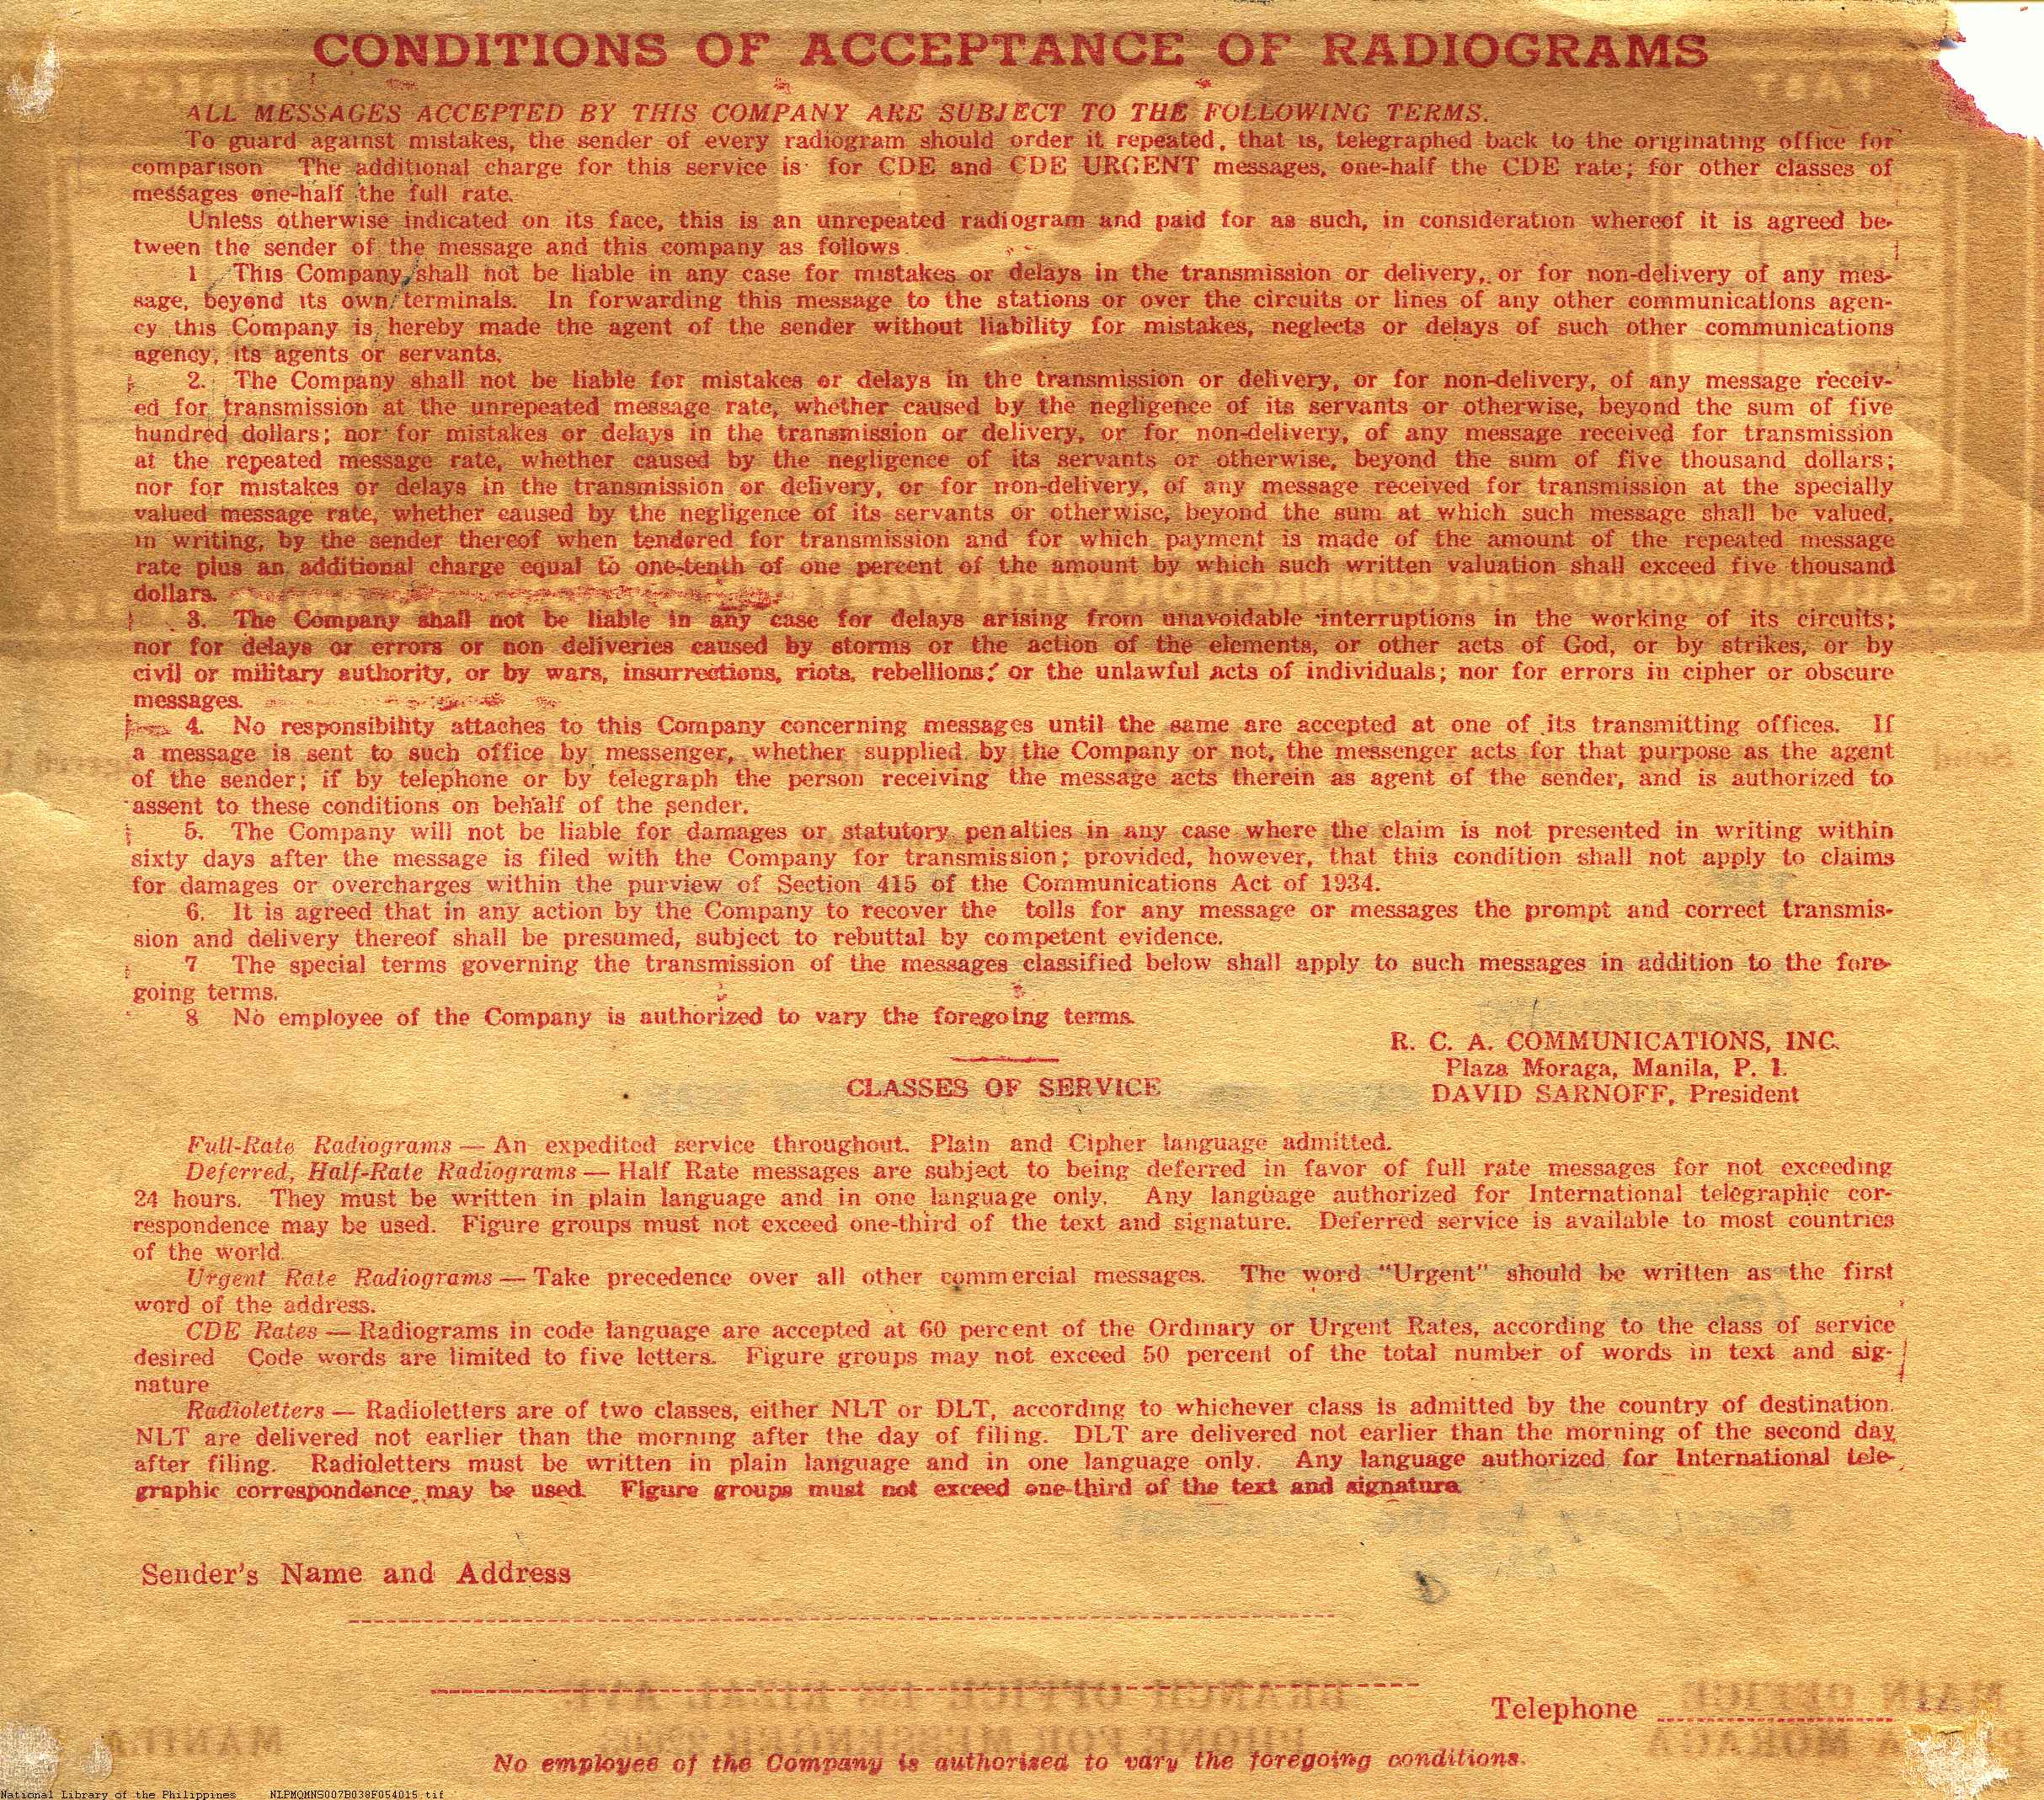 CONDITIONS OF ACCEPTANCE OF RADIOGRAMS
ALL MESSAGES ACCEPTED BY THIS COMPANY ARE SUBJECT TO THE FOLLOWING TERMS.
To guard against mistakes, the sender of every radiogram should order it repeated, that is, telegraphed back to the originating office for
comparison The additional charge for this service is for CDE and CDE URGENT messages, one-half the CDE rate; for other classes of
messages one-half the full rate.
Unless otherwise indicated on its face, this is an unrepeated radiogram and paid for as such, in consideration whereof it is agreed be-
tween the sender of the message and this company as follows
1 This Company shall not be liable in any case for mistakes or delays in the transmission or delivery, or for non-delivery of any mes-
sage, beyond its own terminals. In forwarding this message to the stations or over the circuits or lines of any other communications agen-
cy this Company is hereby made the agent of the sender without liability for mistakes, neglects or delays of such other communications
agency, its agents or servants.
2. The Company shall not be liable for mistakes or delays in the transmission or delivery, or for non-delivery, of any message receiv-
ed for transmission at the unrepeated message rate, whether caused by the negligence of its servants or otherwise, beyond the sum of five
hundred dollars; nor for mistakes or delays in the transmission or delivery, or for non-delivery, of any message received for transmission
at the repeated message rate, whether caused by the negligence of its servants or otherwise, beyond the sum of five thousand dollars;
nor for mistakes or delays in the transmission or delivery, or for non-delivery, of any message received for transmission at the specially
valued message rate, whether caused by the negligence of its servants or otherwise, beyond the sum at which such message shall be valued,
in writing, by the sender thereof when tendered for transmission and for which payment is made of the amount of the repeated message
rate plus an additional charge equal to one-tenth of one percent of the amount by which such written valuation shall exceed five thousand
dollars.
3. The Company shall not be liable in any case for delays arising from unavoidable interruptions in the working of its circuits;
nor for delays or errors or non deliveries caused by storms or the action of the elements, or other acts of God, or by strikes, or by
civil or military authority, or by wars, insurrections, riots, rebellions, or the unlawful acts of individuals; nor for errors in cipher or obscure
messages.
4. No responsibility attaches to this Company concerning messages until the same are accepted at one of its transmitting offices. If
a message is sent to such office by messenger, whether supplied by the Company or not, the messenger acts for that purpose as the agent
of the sender; if by telephone or by telegraph the person receiving the message acts therein as agent of the sender, and is authorized to
assent to these conditions on behalf of the sender.
5. The Company will not be liable for damages or statutory penalties in any case where the claim is not presented in writing within
sixty days after the message is filed with the Company for transmission; provided, however, that this condition shall not apply to claims
for damages or overcharges within the purview of Section 415 of the Communications Act of 1934.
6. It is agreed that in any action by the Company to recover the tolls for any message or messages the prompt and correct transmis-
sion and delivery thereof shall be presumed, subject to rebuttal by competent evidence.
7 The special terms governing the transmission of the messages classified below shall apply to such messages in addition to the fore-
going terms.
8 No employee of the Company is authorized to vary the foregoing terms.
R. C. A. COMMUNICATIONS, INC.
Plaza Moraga, Manila, P. I.
DAVID SARNOFF, President
CLASSES OF SERVICE
Full-Rate Radiograms — An expedited service throughout. Plain and Cipher language admitted.
Deferred, Half-Rate Radiograms — Half Rate messages are subject to being deferred in favor of full rate messages for not exceeding
24 hours. They must be written in plain language and in one language only. Any language authorized for International telegraphic cor-
respondence may be used. Figure groups must not exceed one-third of the text and signature. Deferred service is available to most countries
of the world.
Urgent Rate Radiograms — Take precedence over all other commercial messages. The word "Urgent" should be written as the first
word of the address.
CDE Rates — Radiograms in code language are accepted at 60 percent of the Ordinary or Urgent Rates, according to the class of service
desired Code words are limited to five letters. Figure groups may not exceed 50 percent of the total number of words in text and sig-
nature
Radioletters — Radioletters are of two classes, either NLT or DLT, according to whichever class is admitted by the country of destination.
NLT are delivered not earlier than the morning after the day of filing. DLT are delivered not earlier than the morning of the second day
after filing. Radioletters must be written in plain language and in one language only. Any language authorized for International tele-
graphic correspondence may be used. Figure groups must not exceed one-third of the text and signature
Sender's Name and Address
Telephone
No employee of the Company is authorized to vary the foregoing conditions.
National Library of the Philippines NLPMQMNS007B038F054015.tif